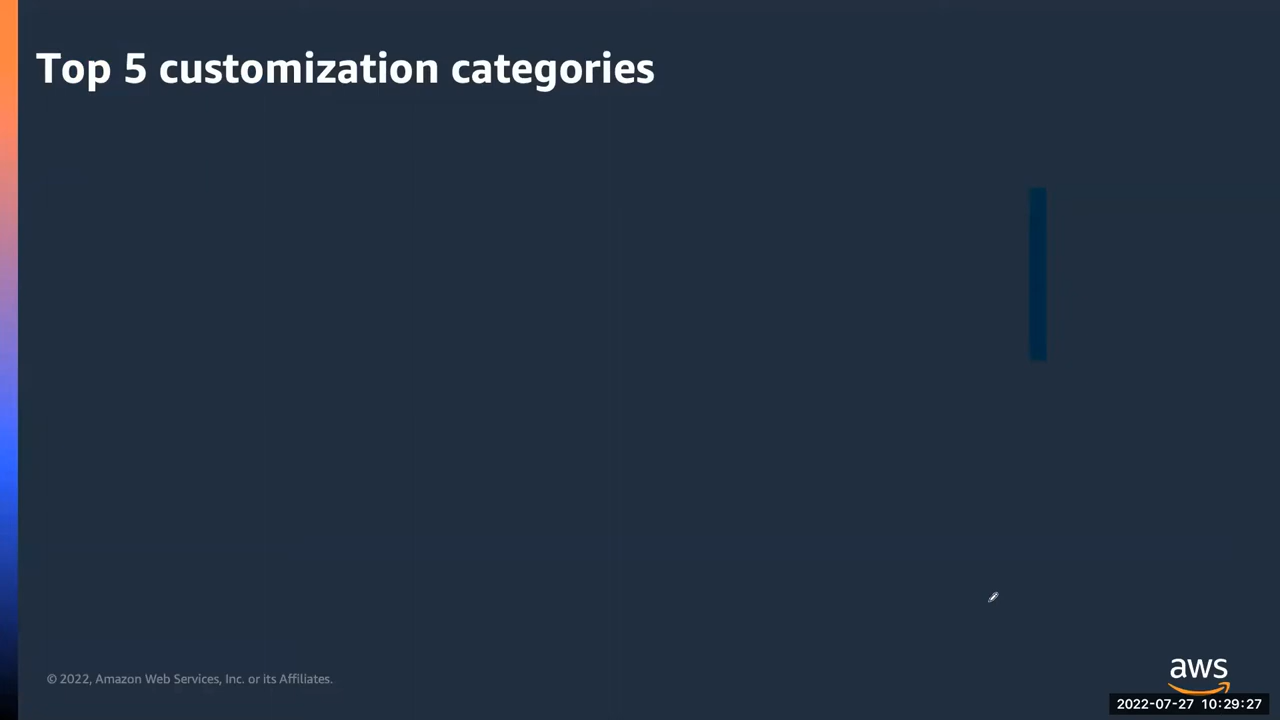 Top 5 customization categories
© 2022, Amazon Web Services, Inc. or its Affiliates.
aws
2022-07-27 10:29:27